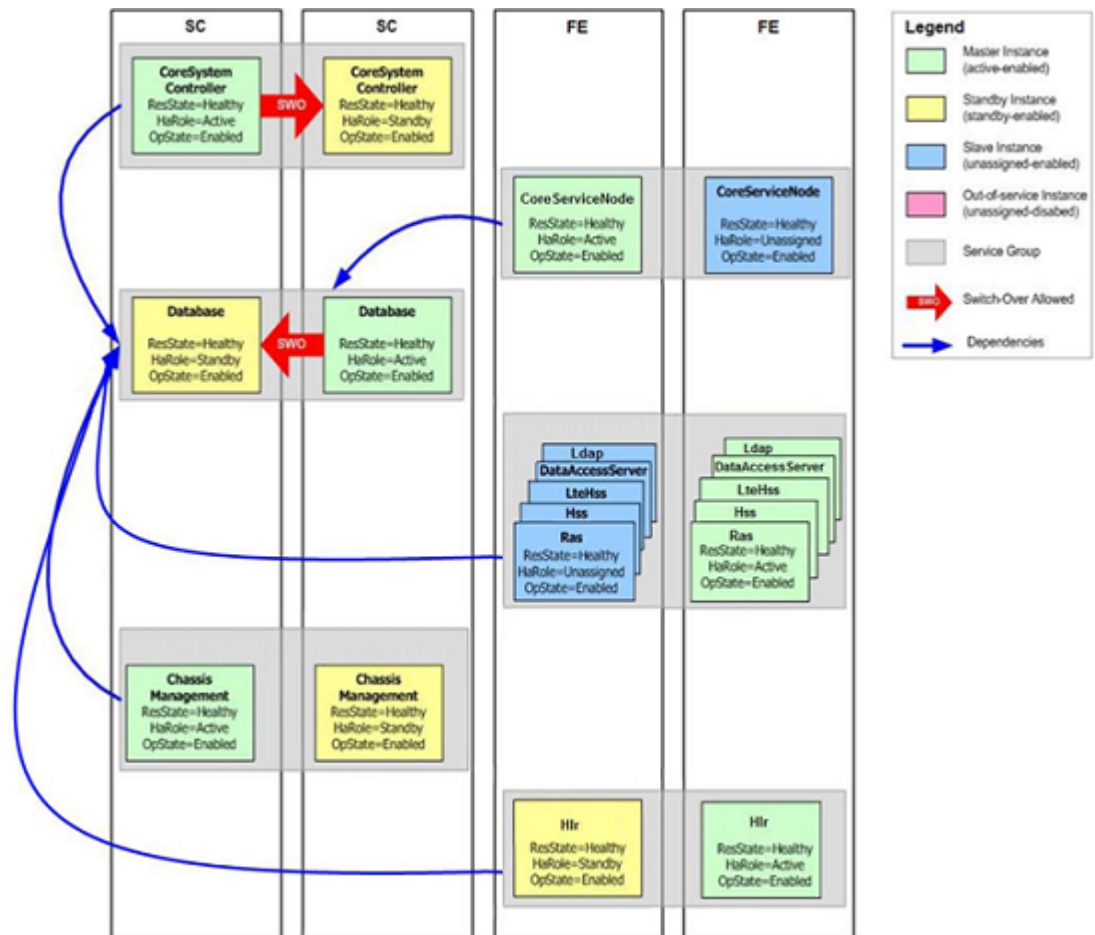 SC
SC
FE
FE
CoreSystem
Controller
ResState=Healthy
HaRole=Active
OpState=Enabled
SWO
CoreSystem
Controller
ResState=Healthy
HaRole=Standby
OpState=Enabled
CoreServiceNode
ResState=Healthy
HaRole=Active
OpState=Enabled
CoreServiceNode
ResState=Healthy
HaRole=Unassigned
OpState=Enabled
Database
ResState=Healthy
HaRole=Standby
OpState=Enabled
SWO
Database
ResState=Healthy
HaRole=Active
OpState=Enabled
Ldap
DataAccessServer
LteHss
Hss
Ras
ResState=Healthy
HaRole=Unassigned
OpState=Enabled
Ldap
DataAccessServer
LteHss
Hss
Ras
ResState=Healthy
HaRole=Active
OpState=Enabled
Chassis
Management
ResState=Healthy
HaRole=Active
OpState=Enabled
Chassis
Management
ResState=Healthy
HaRole=Standby
OpState=Enabled
Hlr
ResState=Healthy
HaRole=Standby
OpState=Enabled
Hlr
ResState=Healthy
HaRole=Active
OpState=Enabled
Legend
Master Instance
(active-enabled)
Standby Instance
(standby-enabled)
Slave Instance
(unassigned-enabled)
Out-of-service Instance
(unassigned-disabed)
Service Group
SWO
Switch-Over Allowed
Dependencies